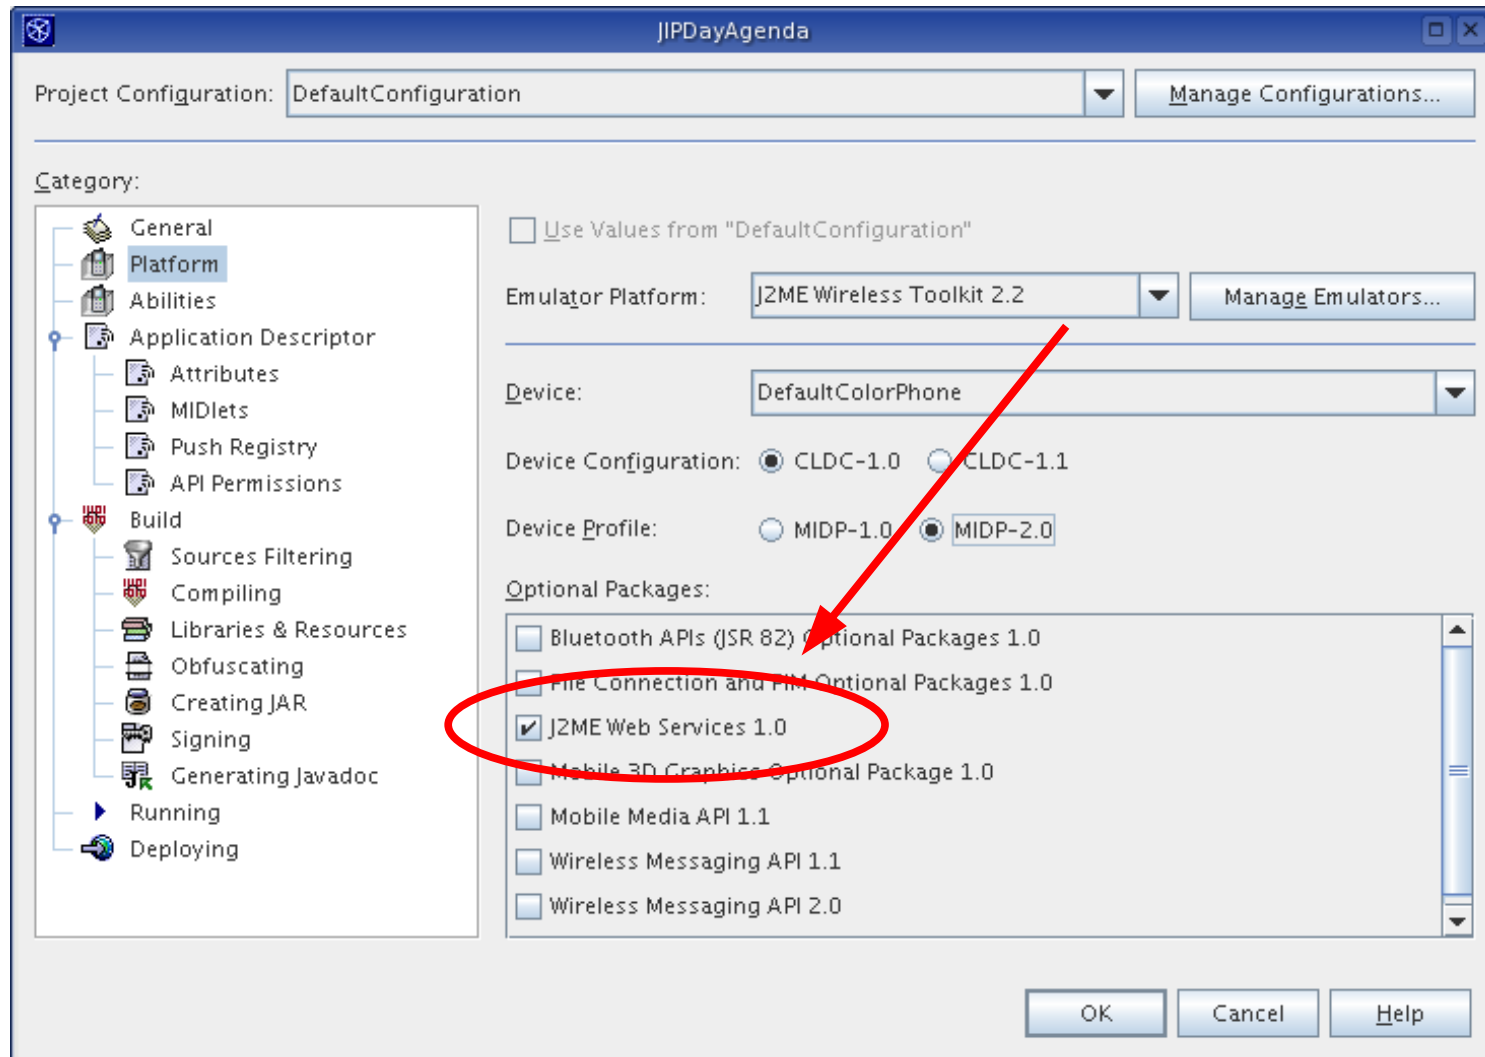 JIPDayAgenda
Project Configuration: DefaultConfiguration Manage Configurations...
Category:
General
Platform
Abilities
Application Descriptor
Attributes
MIDlets
Push Registry
API Permissions
Build
Sources Filtering
Compiling
Libraries & Resources
Obfuscating
Creating JAR
Signing
Generating Javadoc
Running
Deploying
Use Values from "DefaultConfiguration"
Emulator Platform: J2ME Wireless Toolkit 2.2 Manage Emulators...
Device: DefaultColorPhone
Device Configuration: CLDC-1.0 CLDC-1.1
Device Profile: MIDP-1.0 MIDP-2.0
Optional Packages:
Bluetooth APIs (JSR 82) Optional Packages 1.0
File Connection and PIM Optional Packages 1.0
J2ME Web Services 1.0
Mobile 3D Graphics Optional Package 1.0
Mobile Media API 1.1
Wireless Messaging API 1.1
Wireless Messaging API 2.0
OK Cancel Help